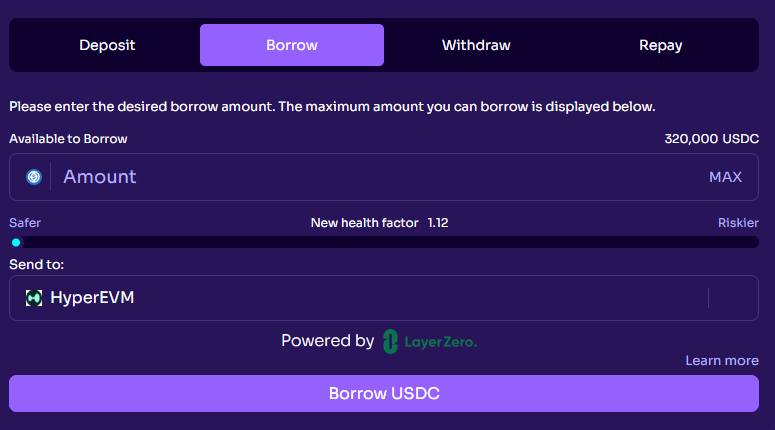 Deposit Borrow Withdraw Repay
Please enter the desired borrow amount. The maximum amount you can borrow is displayed below.
Available to Borrow 320,000 USDC
Amount MAX
Safer New health factor 1.12 Riskier
Send to:
HyperEVM
Powered by LayerZero.
Learn more
Borrow USDC